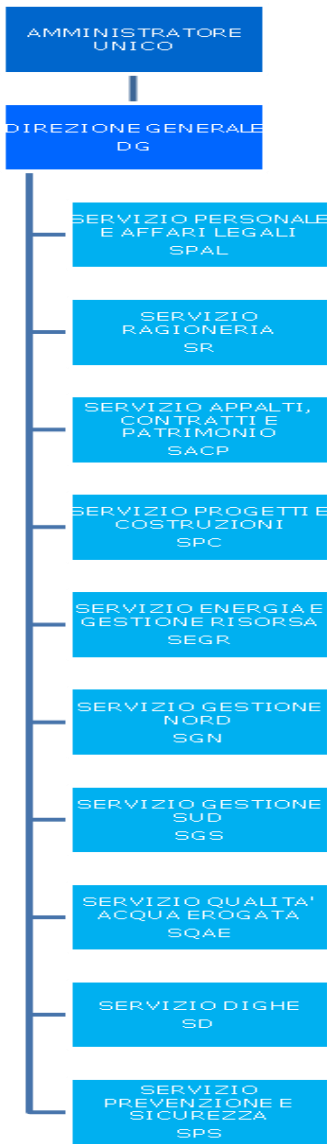 AMMINISTRATORE
UNICO
DIREZIONE GENERALE
DG
SERVIZIO PERSONALE
E AFFARI LEGALI
SPAL
SERVIZIO
RAGIONERIA
SR
SERVIZIO APPALTI,
CONTRATTI E
PATRIMONIO
SACP
SERVIZIO PROGETTI E
COSTRUZIONI
SPC
SERVIZIO ENERGIA E
GESTIONE RISORSA
SEGR
SERVIZIO GESTIONE
NORD
SGN
SERVIZIO GESTIONE
SUD
SGS
SERVIZIO QUALITA'
ACQUA EROGATA
SQAE
SERVIZIO DIGHE
SD
SERVIZIO
PREVENZIONE E
SICUREZZA
SPS